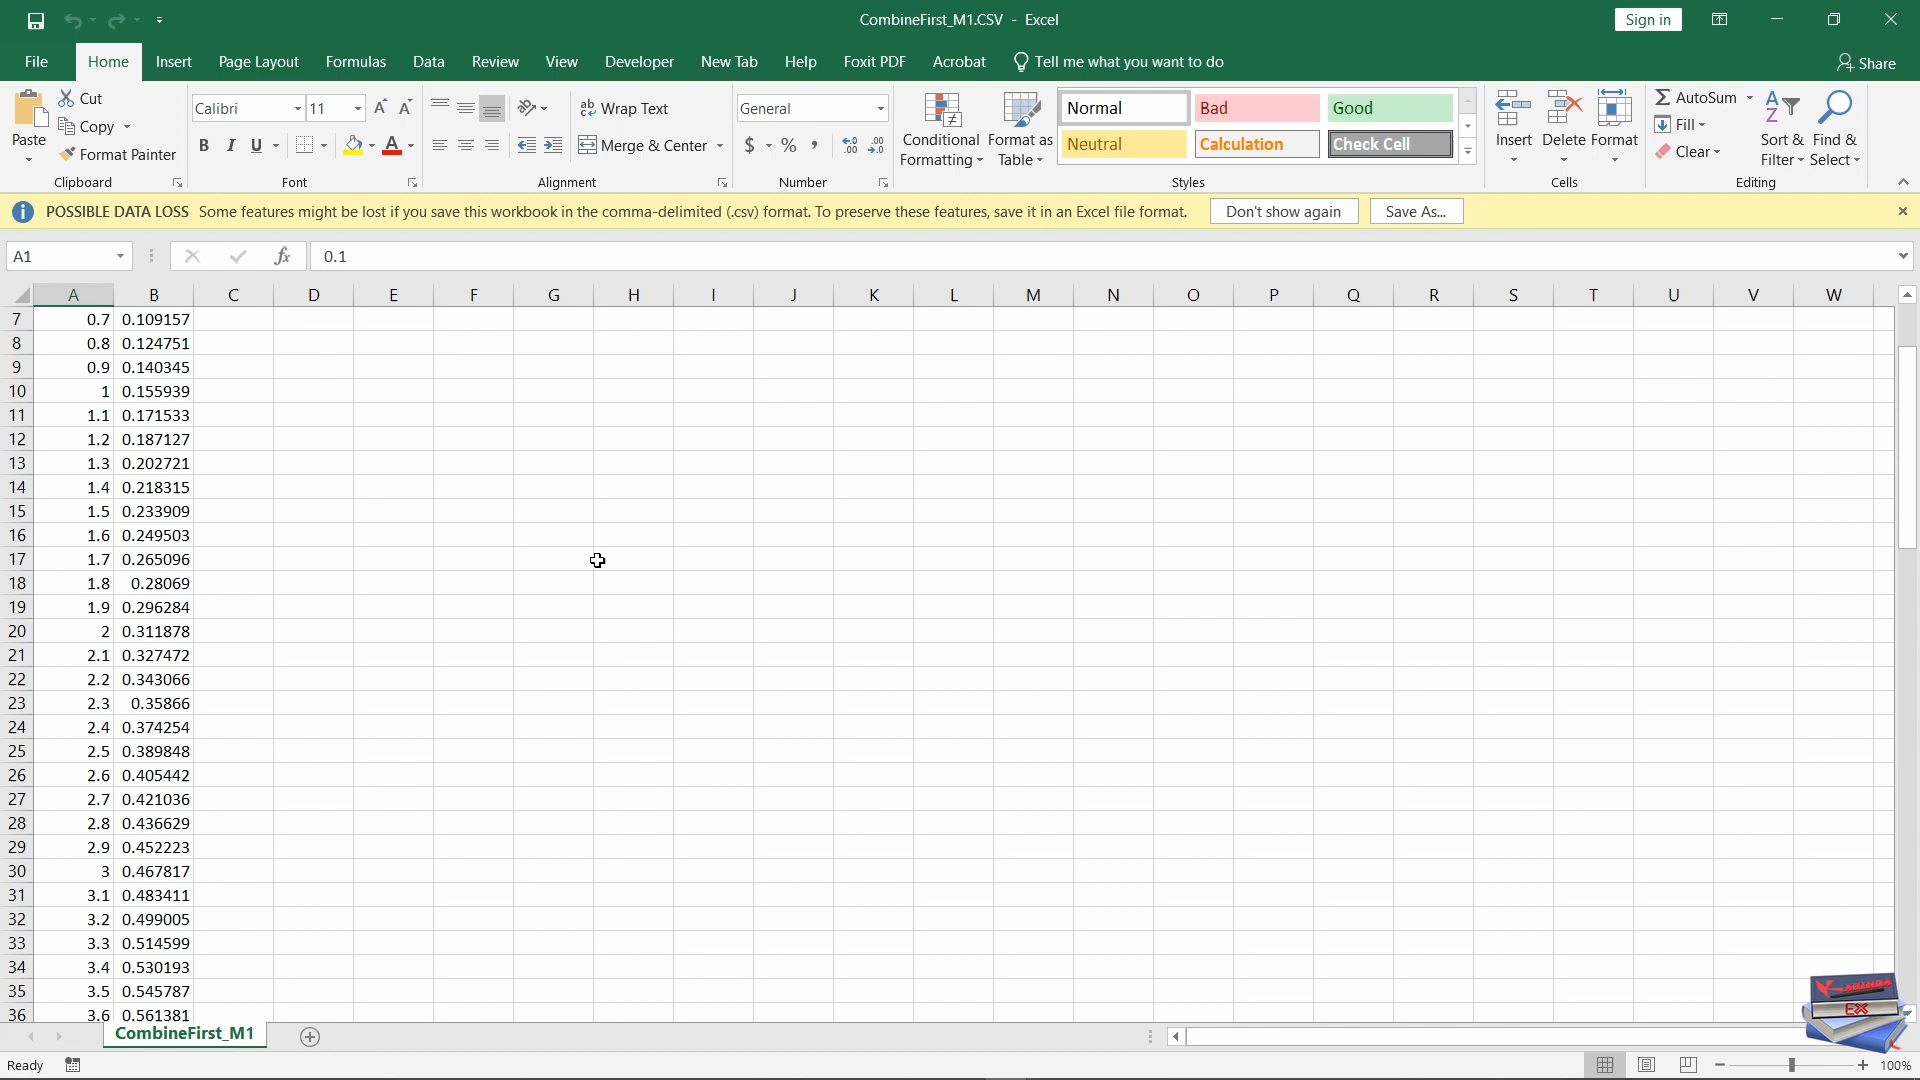 CombineFirst_M1.CSV - Excel
Sign in
File Home Insert Page Layout Formulas Data Review View Developer New Tab Help Foxit PDF Acrobat Tell me what you want to do Share
Paste
Cut
Copy
Format Painter
Clipboard
Calibri 11
B I U A
Font
ab Wrap Text
Merge & Center
Alignment
General
$ % ,
Number
Conditional Formatting
Format as Table
Normal Bad Good
Neutral Calculation Check Cell
Styles
Insert Delete Format
Cells
AutoSum
Fill
Clear
Sort & Filter
Find & Select
Editing
POSSIBLE DATA LOSS Some features might be lost if you save this workbook in the comma-delimited (.csv) format. To preserve these features, save it in an Excel file format. Don't show again Save As...
A1 fx 0.1
A B C D E F G H I J K L M N O P Q R S T U V W
7 0.7 0.109157
8 0.8 0.124751
9 0.9 0.140345
10 1 0.155939
11 1.1 0.171533
12 1.2 0.187127
13 1.3 0.202721
14 1.4 0.218315
15 1.5 0.233909
16 1.6 0.249503
17 1.7 0.265096
18 1.8 0.28069
19 1.9 0.296284
20 2 0.311878
21 2.1 0.327472
22 2.2 0.343066
23 2.3 0.35866
24 2.4 0.374254
25 2.5 0.389848
26 2.6 0.405442
27 2.7 0.421036
28 2.8 0.436629
29 2.9 0.452223
30 3 0.467817
31 3.1 0.483411
32 3.2 0.499005
33 3.3 0.514599
34 3.4 0.530193
35 3.5 0.545787
36 3.6 0.561381
EX
CombineFirst_M1
Ready 100%